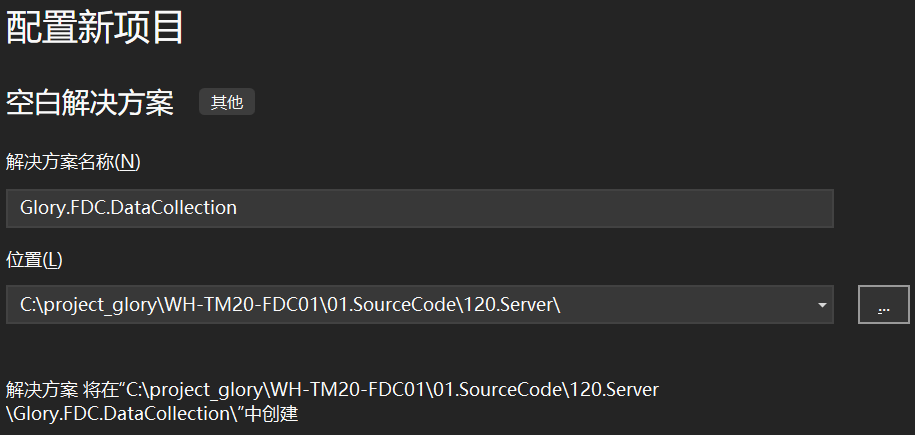 配置新项目
空白解决方案 其他
解决方案名称(N)
Glory.FDC.DataCollection
位置(L)
C:\project_glory\WH-TM20-FDC01\01.SourceCode\120.Server\
...
解决方案 将在“C:\project_glory\WH-TM20-FDC01\01.SourceCode\120.Server
\Glory.FDC.DataCollection\”中创建